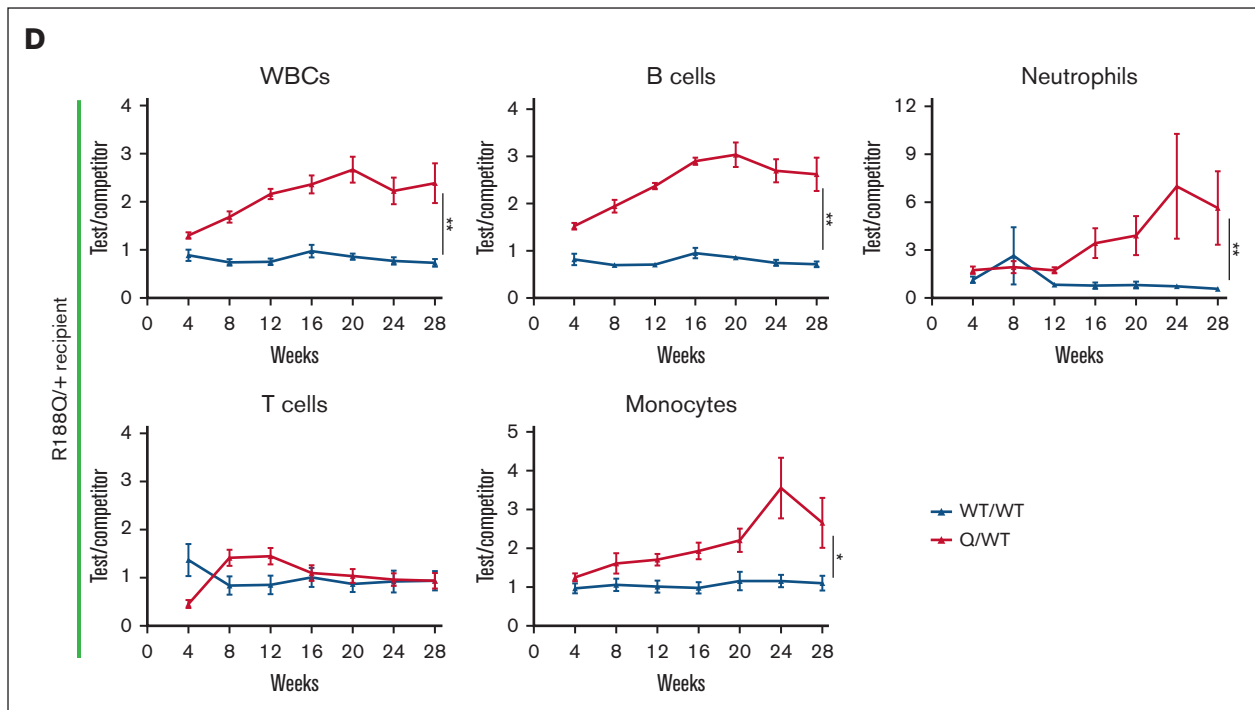 D
WBCs
B cells
Neutrophils
4
3
2
1
0
Test/competitor
0 4 8 12 16 20 24 28
Weeks
**
4
3
2
1
0
Test/competitor
0 4 8 12 16 20 24 28
Weeks
**
12
9
6
3
0
Test/competitor
0 4 8 12 16 20 24 28
Weeks
**
R188Q/+ recipient
T cells
Monocytes
4
3
2
1
0
Test/competitor
0 4 8 12 16 20 24 28
Weeks
5
4
3
2
1
0
Test/competitor
0 4 8 12 16 20 24 28
Weeks
*
WT/WT
Q/WT